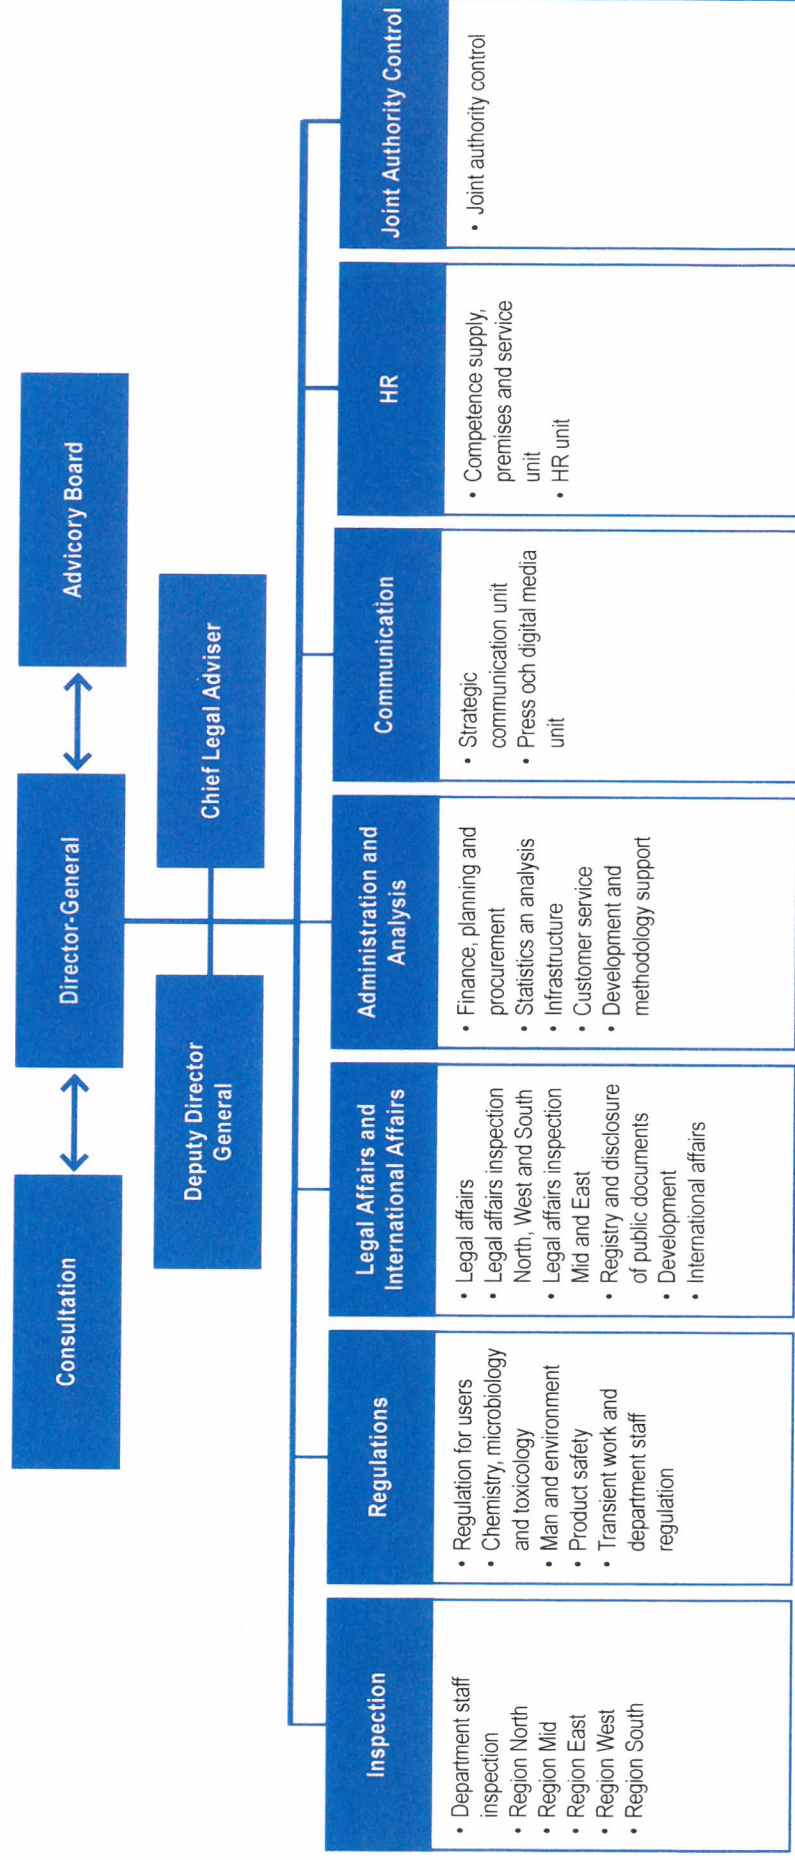 Consultation
Director-General
Advicory Board
Deputy Director
General
Chief Legal Adviser
Inspection
• Department staff
inspection
• Region North
• Region Mid
• Region East
• Region West
• Region South
Regulations
• Regulation for users
• Chemistry, microbiology
and toxicology
• Man and environment
• Product safety
• Transient work and
department staff
regulation
Legal Affairs and
International Affairs
• Legal affairs
• Legal affairs inspection
North, West and South
• Legal affairs inspection
Mid and East
• Registry and disclosure
of public documents
• Development
• International affairs
Administration and
Analysis
• Finance, planning and
procurement
• Statistics an analysis
• Infrastructure
• Customer service
• Development and
methodology support
Communication
• Strategic
communication unit
• Press och digital media
unit
HR
• Competence supply,
premises and service
unit
• HR unit
Joint Authority Control
• Joint authority control